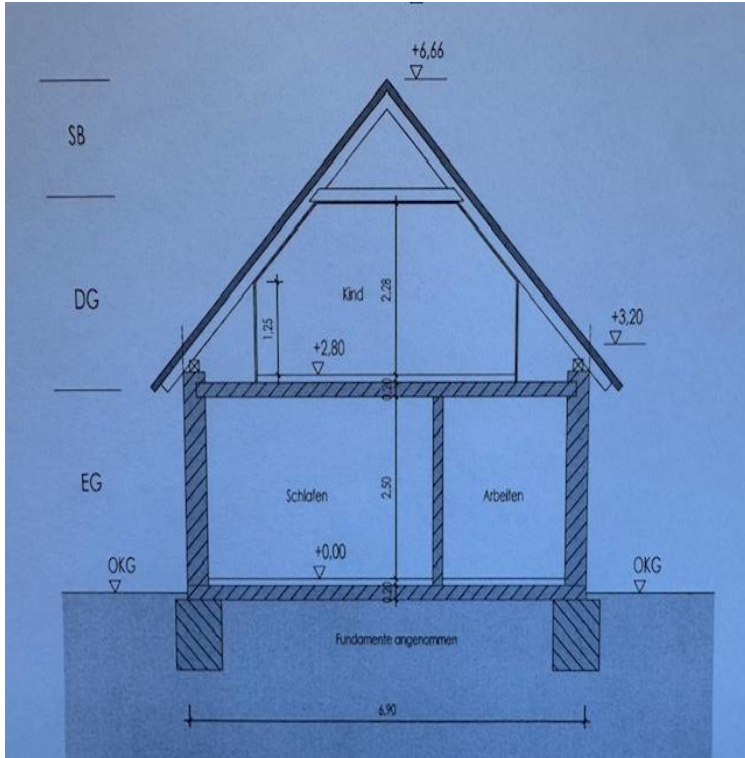 +6,66
SB
DG
Kind
2,28
1,25
+2,80
+3,20
0,20
EG
Schlafen
2,50
Arbeiten
+0,00
OKG
OKG
0,20
Fundamente angenommen
6,90